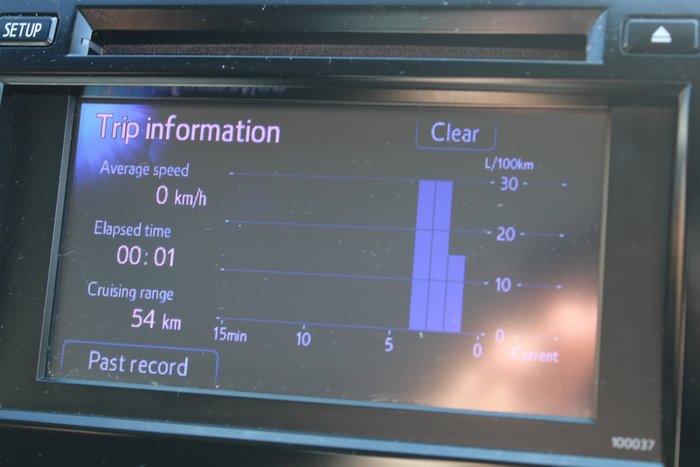 SETUP
Trip information
Clear
Average speed
0 km/h
Elapsed time
00:01
Cruising range
54 km
Past record
L/100km
30
20
10
0
15min
10
5
0
Current
100037